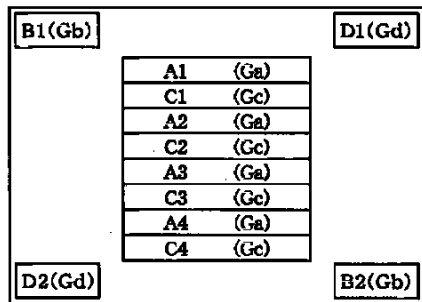 B1(Gb) D1(Gd)
A1 (Ga)
C1 (Gc)
A2 (Ga)
C2 (Gc)
A3 (Ga)
C3 (Gc)
A4 (Ga)
C4 (Gc)
D2(Gd) B2(Gb)